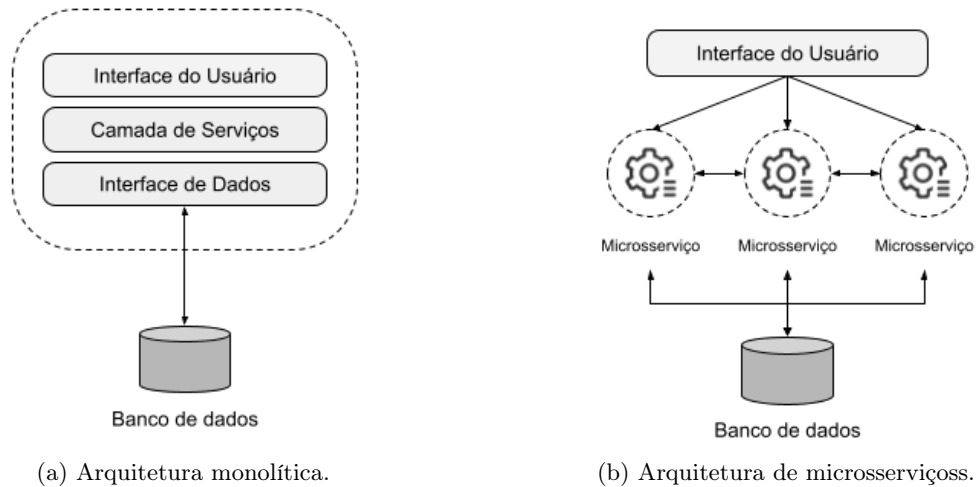 Interface do Usuário
Camada de Serviços
Interface de Dados
Banco de dados
(a) Arquitetura monolítica.
Interface do Usuário
Microsserviço Microsserviço Microsserviço
Banco de dados
(b) Arquitetura de microsserviçoss.